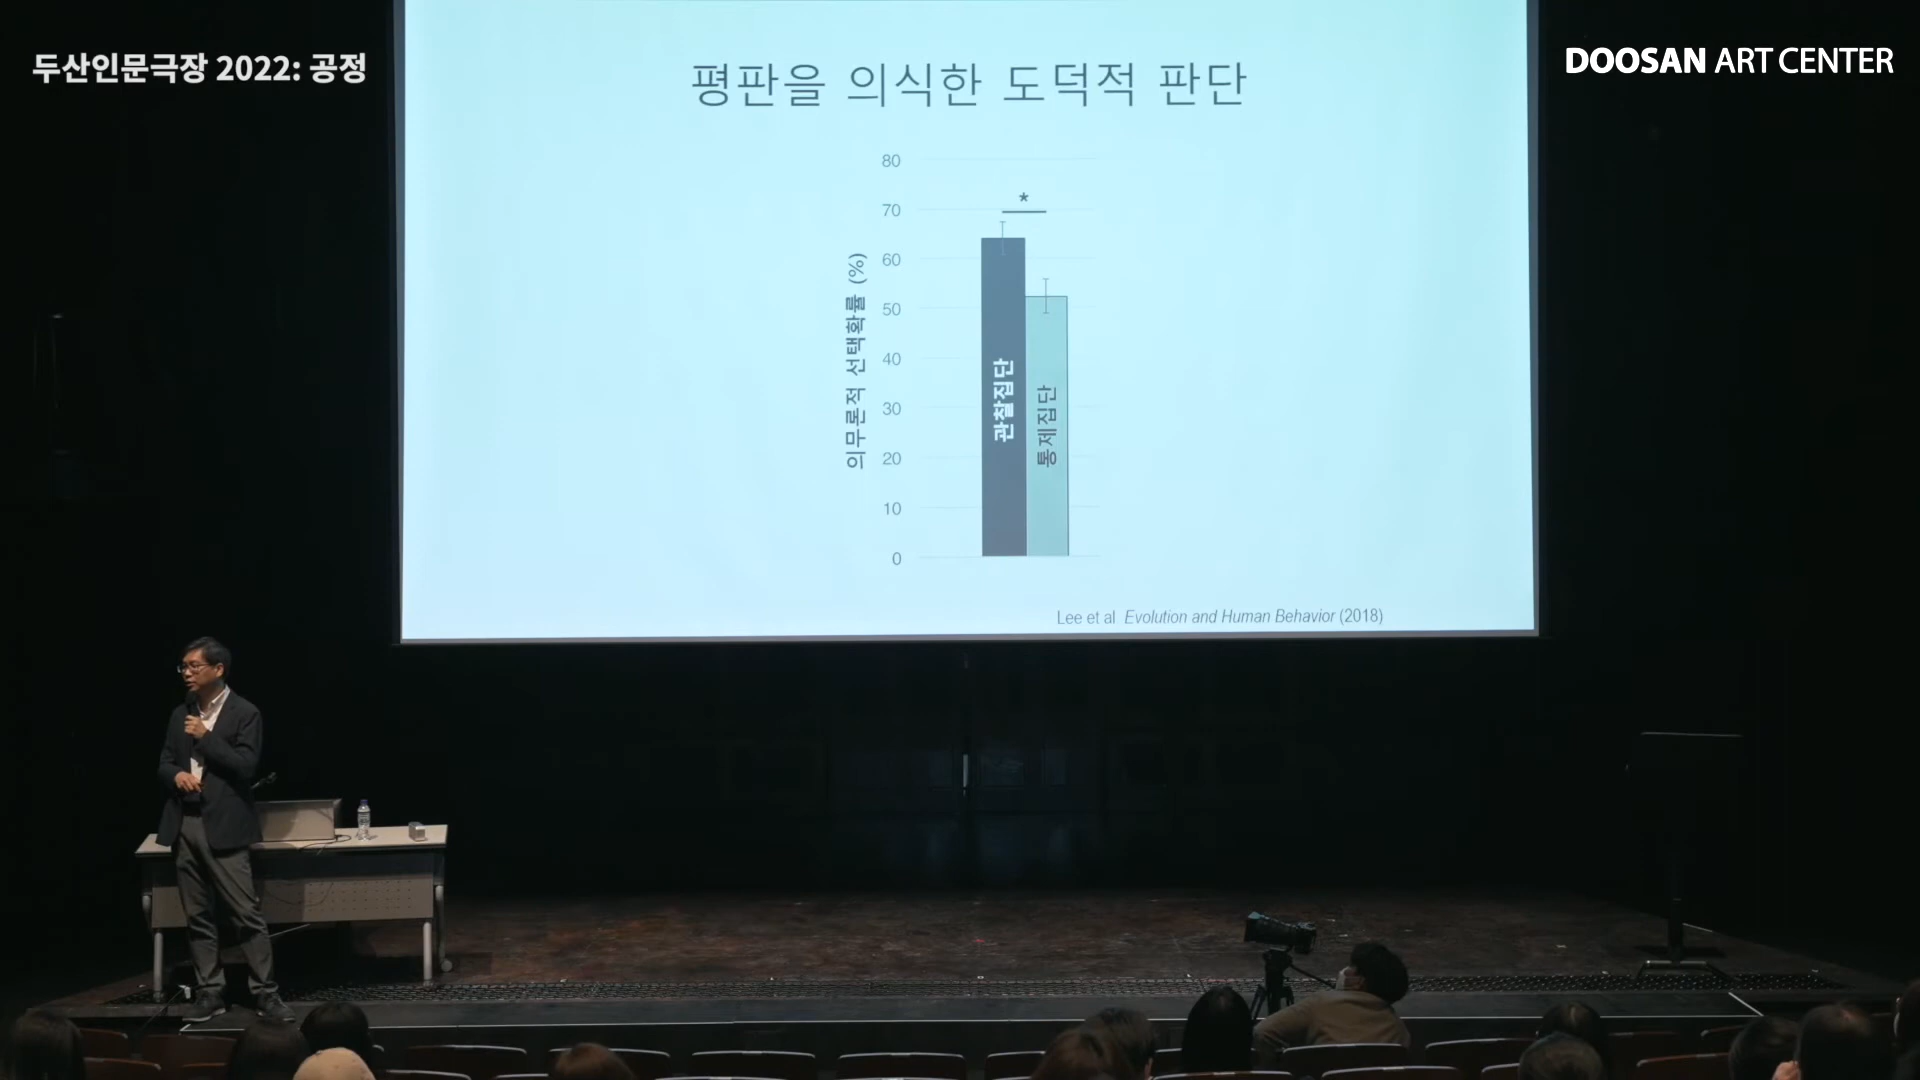 두산인문극장 2022: 공정
DOOSAN ART CENTER
평판을 의식한 도덕적 판단
80
70
60
50
40
30
20
10
0
*
의무론적 선택확률 (%)
관찰집단
통제집단
Lee et al Evolution and Human Behavior (2018)